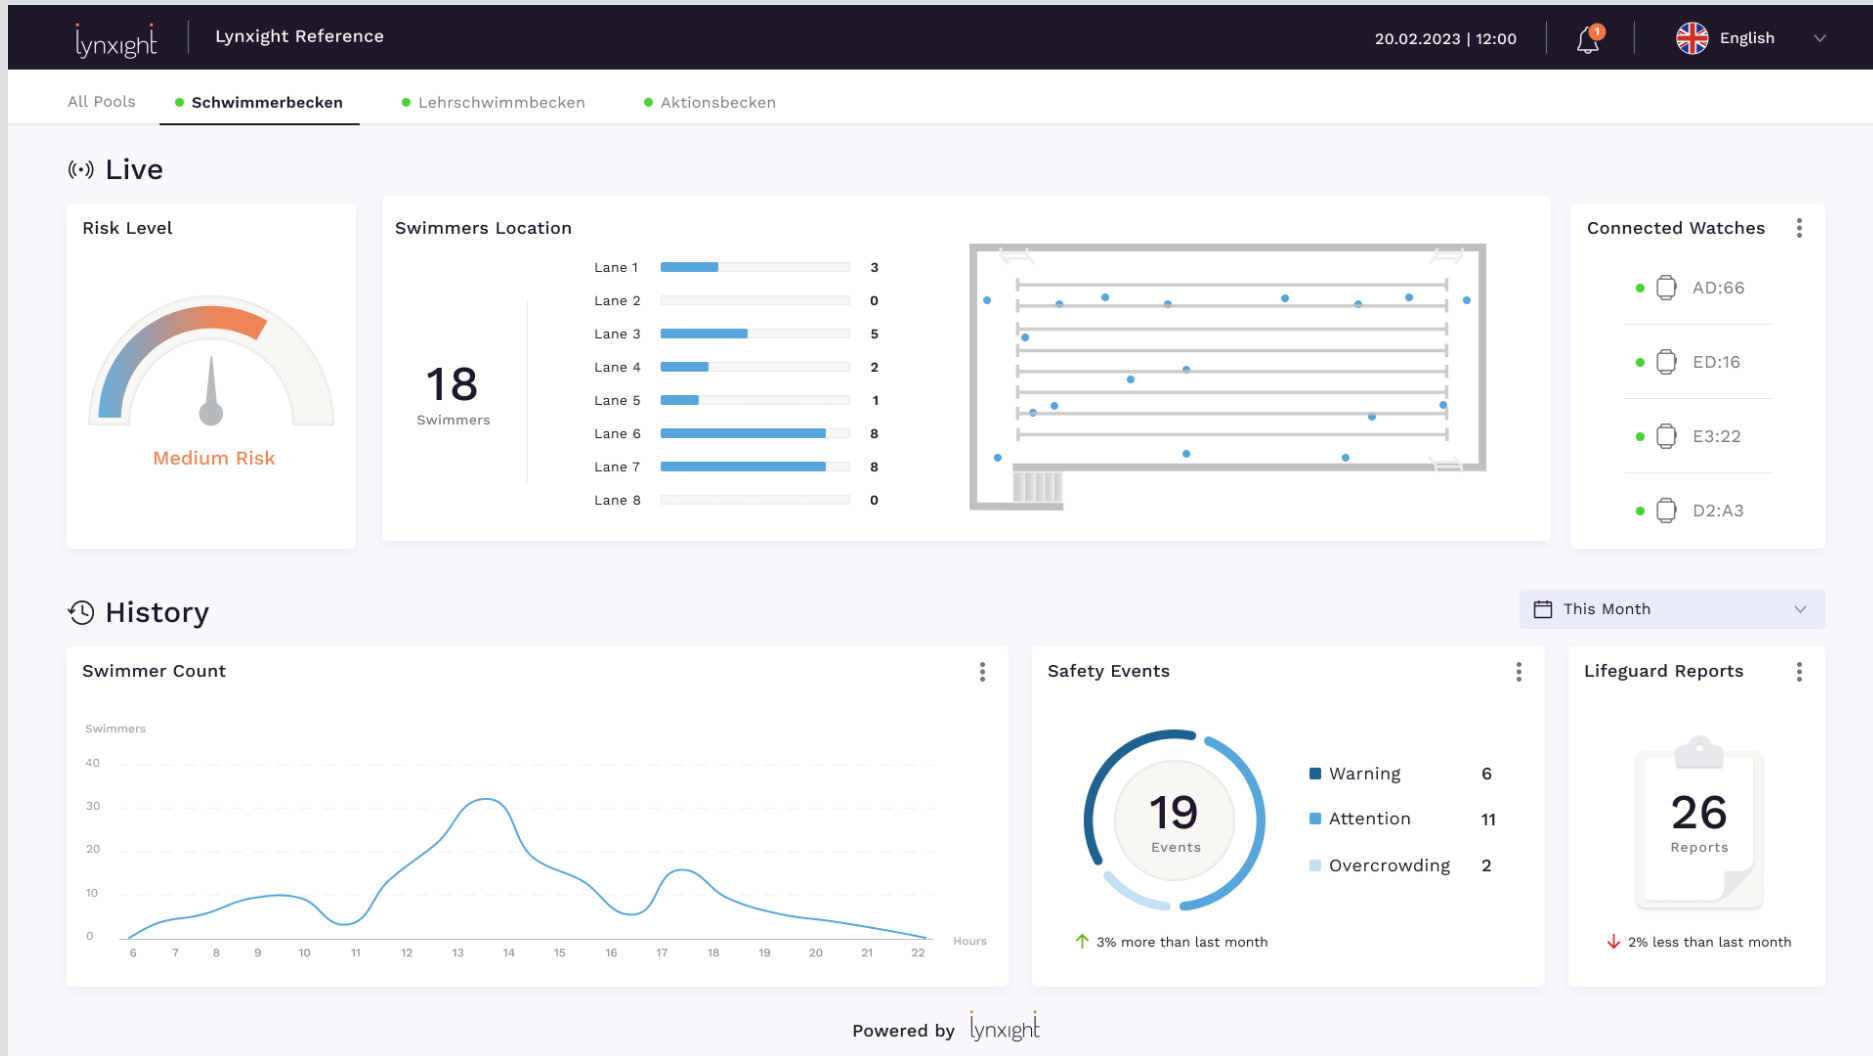 lynxight
Lynxight Reference
20.02.2023 | 12:00
1
English
All Pools
Schwimmerbecken
Lehrschwimmbecken
Aktionsbecken
Live
Risk Level
Medium Risk
Swimmers Location
18
Swimmers
Lane 1 3
Lane 2 0
Lane 3 5
Lane 4 2
Lane 5 1
Lane 6 8
Lane 7 8
Lane 8 0
Connected Watches
AD:66
ED:16
E3:22
D2:A3
History
This Month
Swimmer Count
Swimmers
40
30
20
10
0
6 7 8 9 10 11 12 13 14 15 16 17 18 19 20 21 22
Hours
Safety Events
19
Events
Warning 6
Attention 11
Overcrowding 2
3% more than last month
Lifeguard Reports
26
Reports
2% less than last month
Powered by lynxight